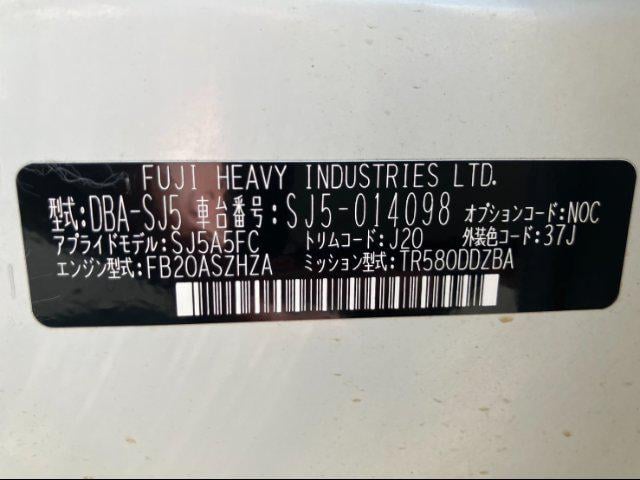 FUJI HEAVY INDUSTRIES LTD.
型式:DBA-SJ5 車台番号:SJ5-014098 オプションコード:NOC
アプライドモデル:SJ5A5FC トリムコード:J20 外装色コード:37J
エンジン型式:FB20ASZHZA ミッション型式:TR580DDZBA